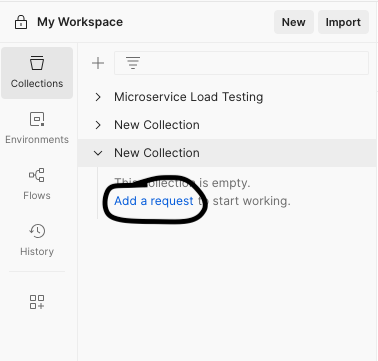 My Workspace
New
Import
Collections
Environments
Flows
History
Microservice Load Testing
New Collection
New Collection
This collection is empty.
Add a request to start working.